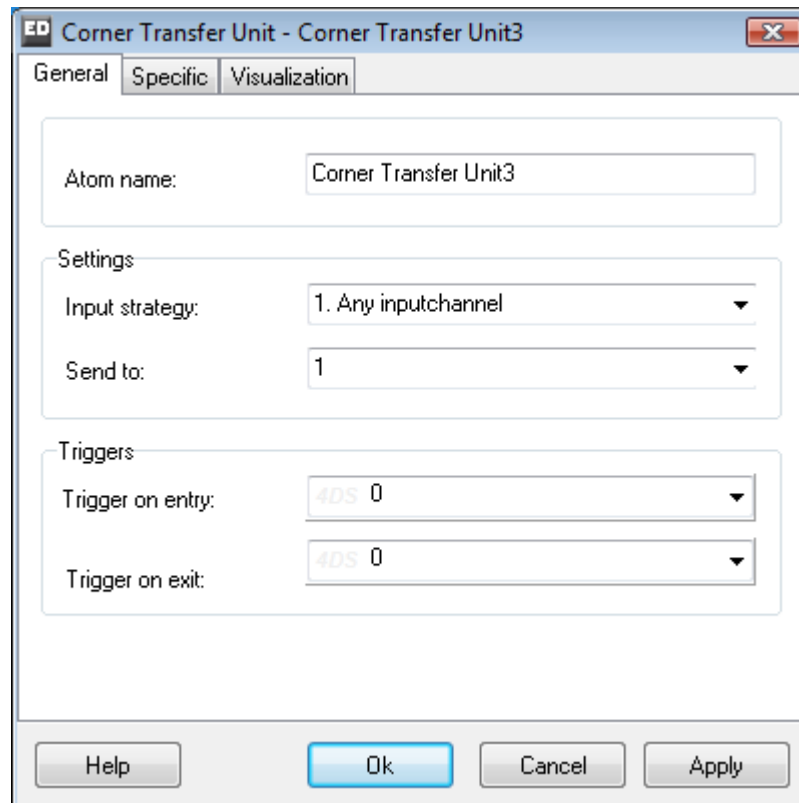 ED Corner Transfer Unit - Corner Transfer Unit3
General Specific Visualization
Atom name: Corner Transfer Unit3
Settings
Input strategy: 1. Any inputchannel
Send to: 1
Triggers
Trigger on entry: 4DS 0
Trigger on exit: 4DS 0
Help Ok Cancel Apply